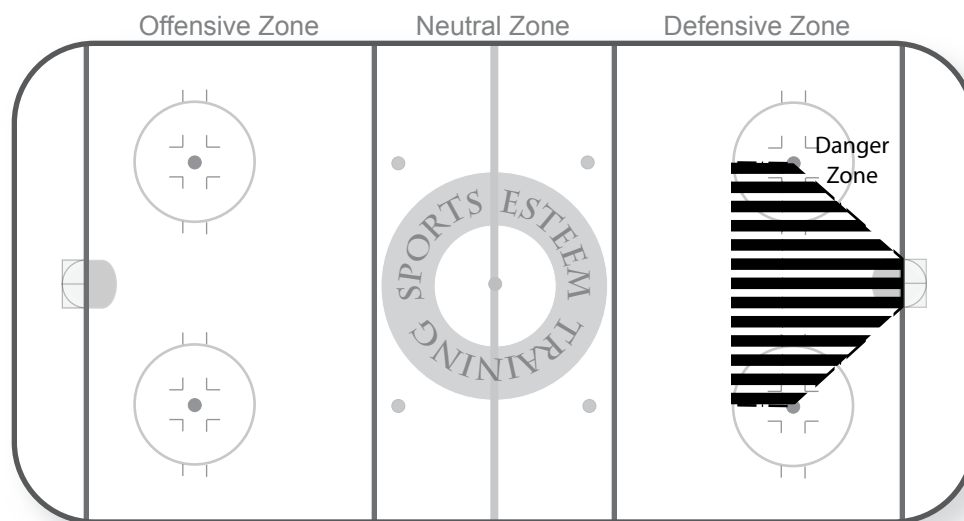 Offensive Zone Neutral Zone Defensive Zone
Danger
Zone
SPORTS ESTEEM
TRAINING